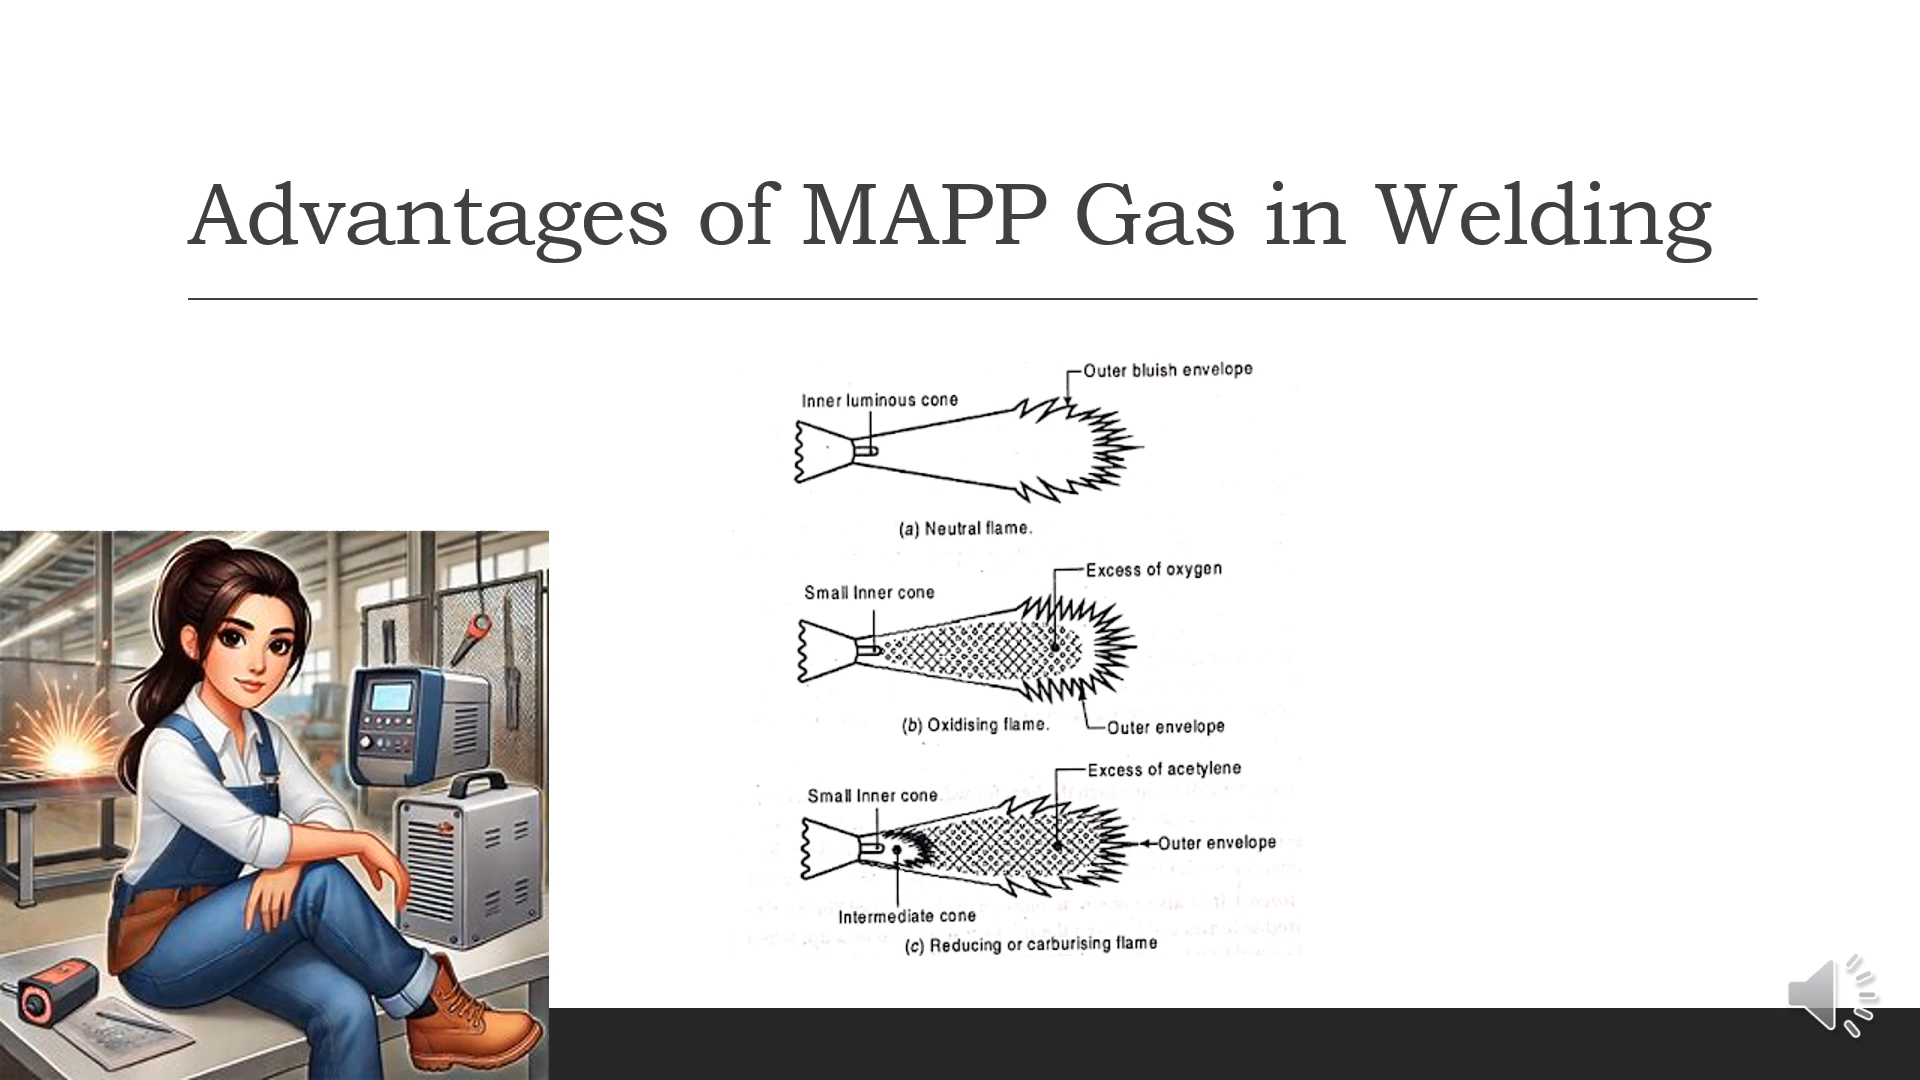 Advantages of MAPP Gas in Welding
Outer bluish envelope
Inner luminous cone
(a) Neutral flame.
Excess of oxygen
Small Inner cone
(b) Oxidising flame.
Outer envelope
Excess of acetylene
Small Inner cone
Outer envelope
Intermediate cone
(c) Reducing or carburising flame